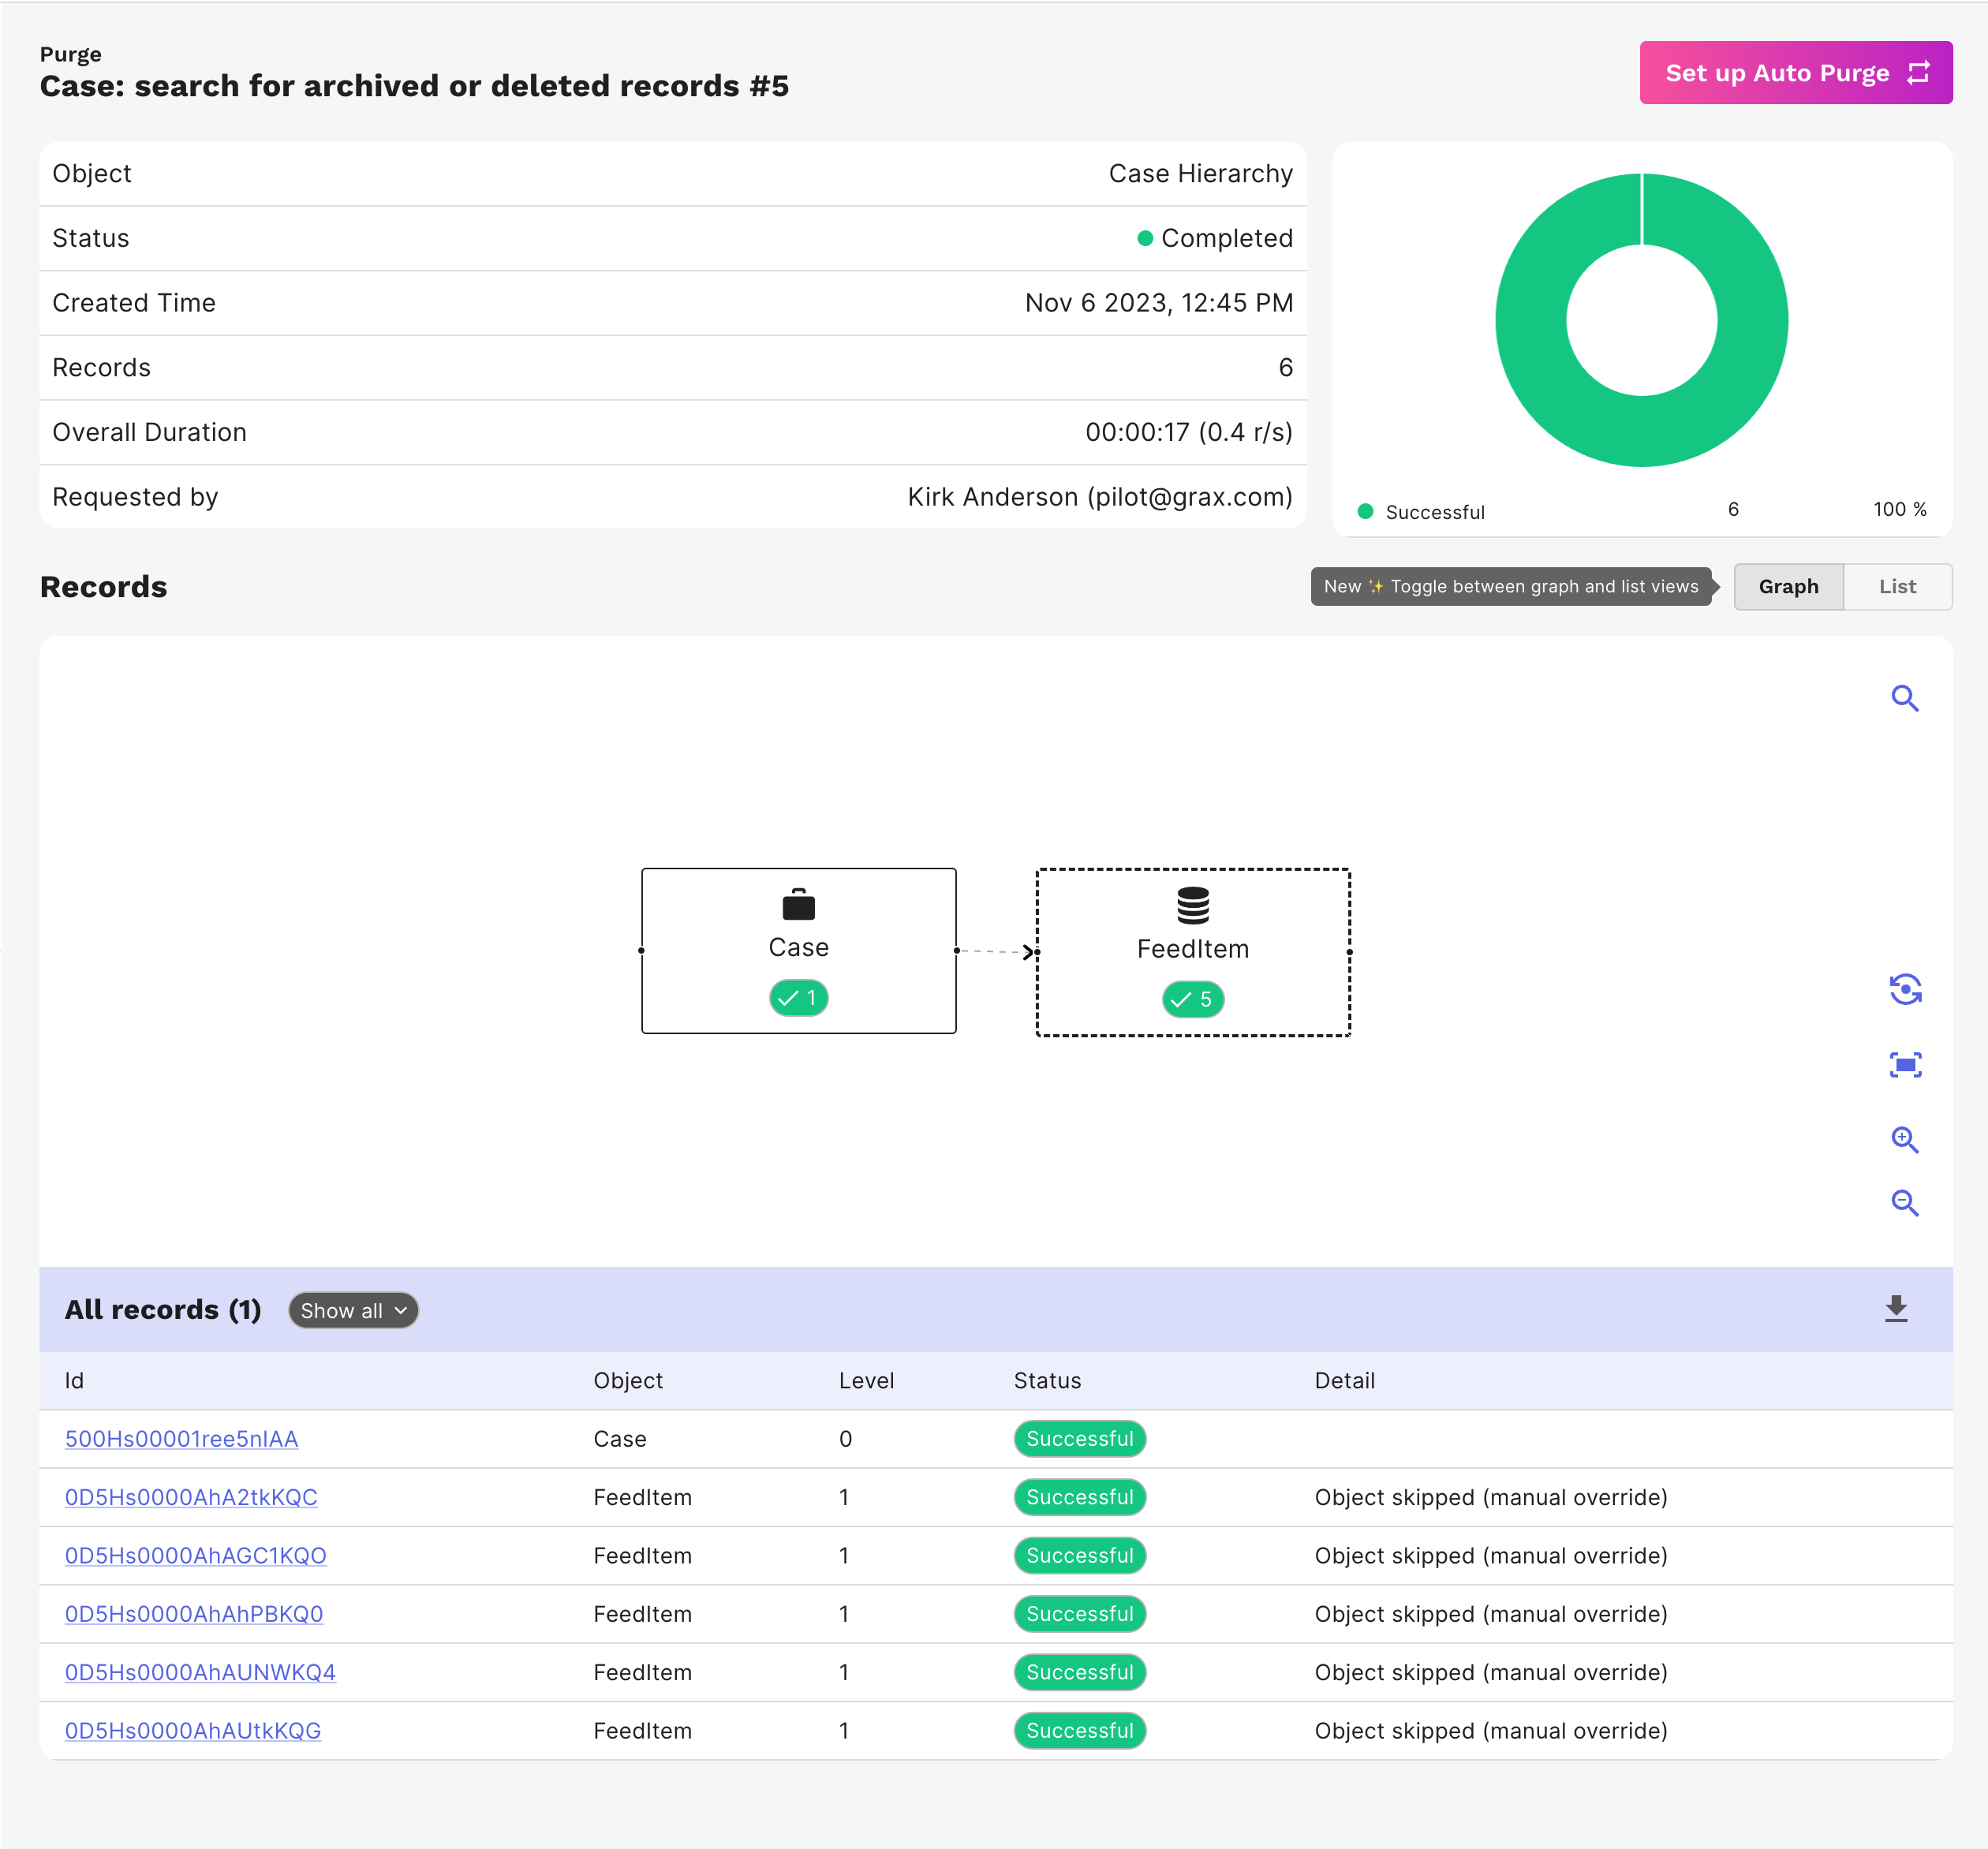 Purge
Case: search for archived or deleted records #5
Set up Auto Purge
Object Case Hierarchy
Status Completed
Created Time Nov 6 2023, 12:45 PM
Records 6
Overall Duration 00:00:17 (0.4 r/s)
Requested by Kirk Anderson (pilot@grax.com)
Successful 6 100 %
Records
New ✨ Toggle between graph and list views
Graph List
Case
1
FeedItem
5
All records (1) Show all
Id Object Level Status Detail
500Hs00001ree5nIAA Case 0 Successful
0D5Hs0000AhA2tkKQC FeedItem 1 Successful Object skipped (manual override)
0D5Hs0000AhAGC1KQO FeedItem 1 Successful Object skipped (manual override)
0D5Hs0000AhAhPBKQ0 FeedItem 1 Successful Object skipped (manual override)
0D5Hs0000AhAUNWKQ4 FeedItem 1 Successful Object skipped (manual override)
0D5Hs0000AhAUtkKQG FeedItem 1 Successful Object skipped (manual override)